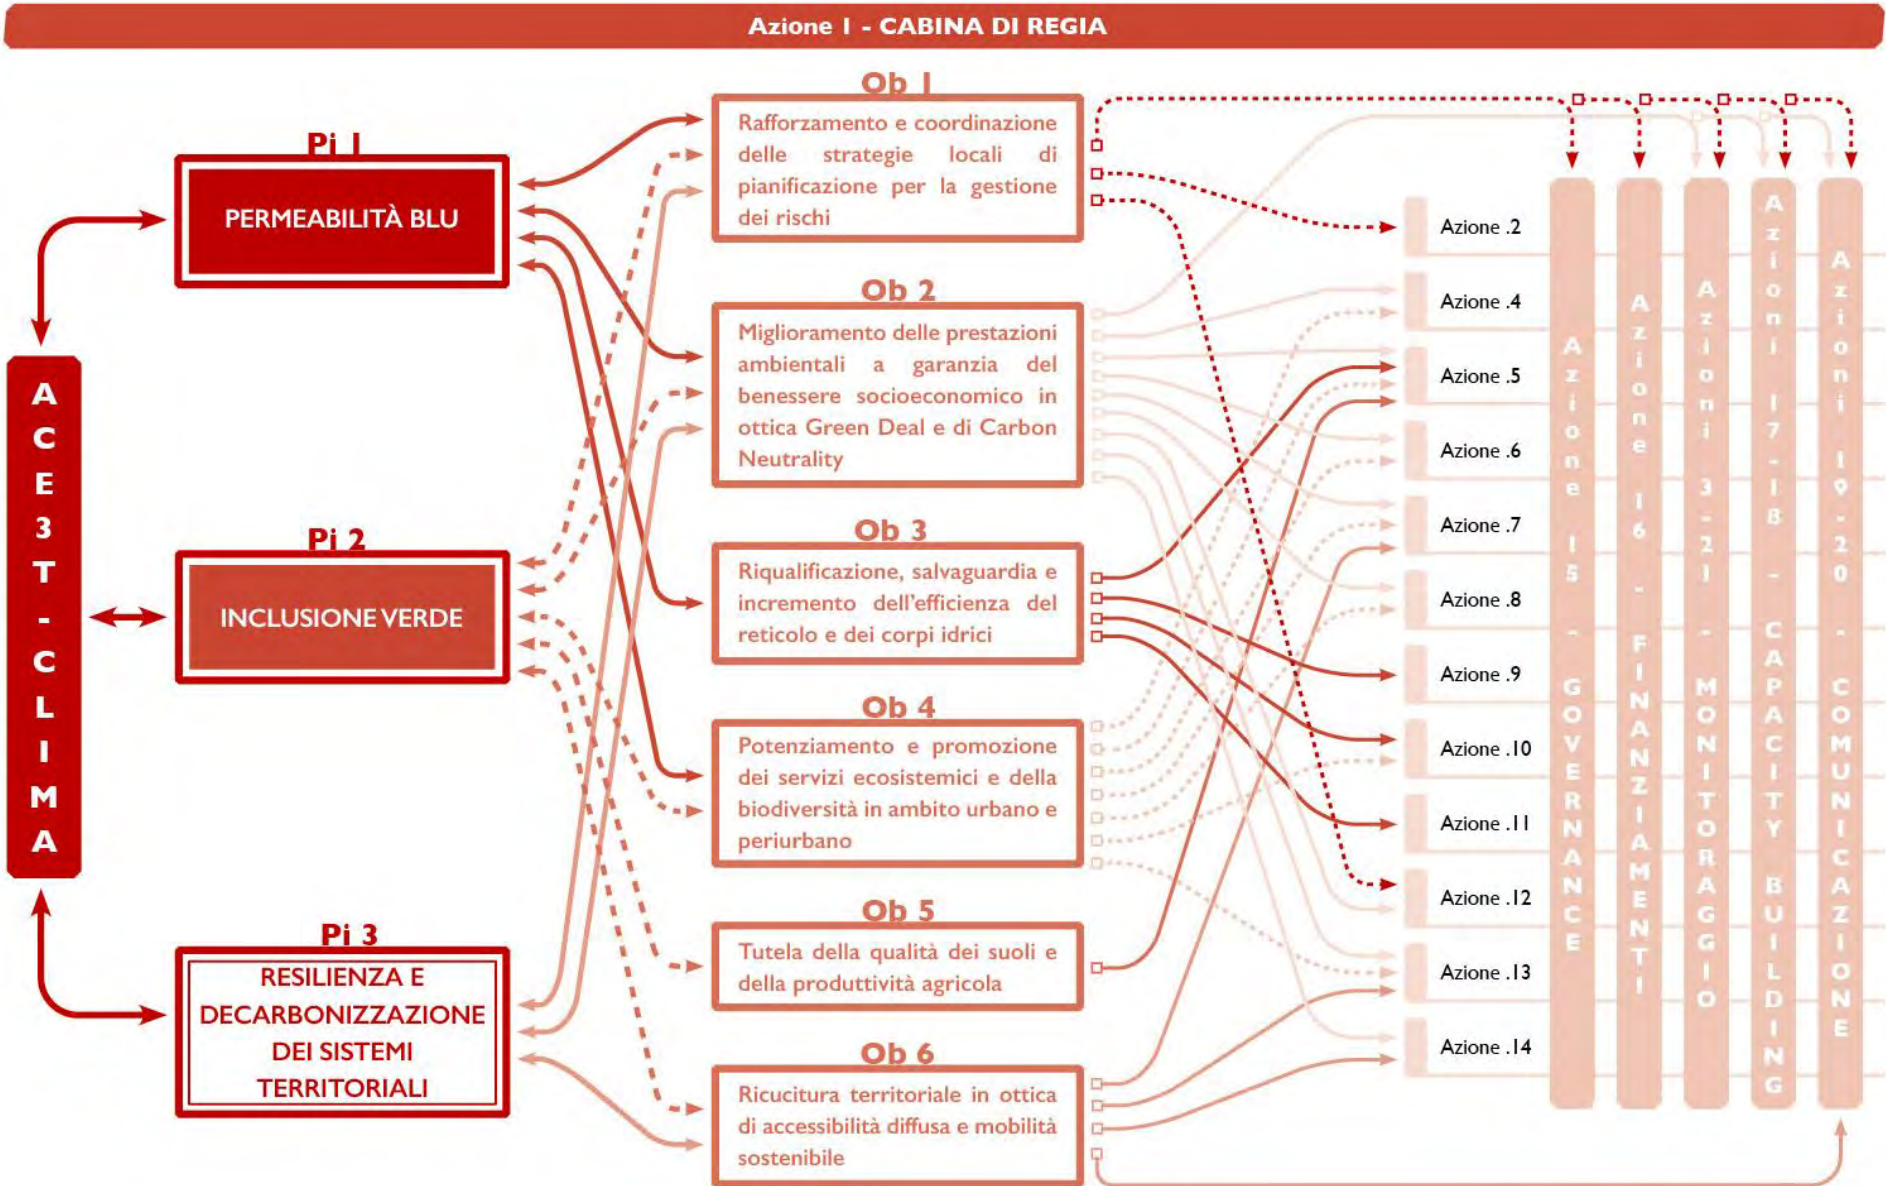 Azione 1 - CABINA DI REGIA
ACE3T-CLIMA
Pi 1
PERMEABILITÀ BLU
Pi 2
INCLUSIONE VERDE
Pi 3
RESILIENZA E
DECARBONIZZAZIONE
DEI SISTEMI
TERRITORIALI
Ob 1
Rafforzamento e coordinazione
delle strategie locali di
pianificazione per la gestione
dei rischi
Ob 2
Miglioramento delle prestazioni
ambientali a garanzia del
benessere socioeconomico in
ottica Green Deal e di Carbon
Neutrality
Ob 3
Riqualificazione, salvaguardia e
incremento dell'efficienza del
reticolo e dei corpi idrici
Ob 4
Potenziamento e promozione
dei servizi ecosistemici e della
biodiversità in ambito urbano e
periurbano
Ob 5
Tutela della qualità dei suoli e
della produttività agricola
Ob 6
Ricucitura territoriale in ottica
di accessibilità diffusa e mobilità
sostenibile
Azione .2
Azione .4
Azione .5
Azione .6
Azione .7
Azione .8
Azione .9
Azione .10
Azione .11
Azione .12
Azione .13
Azione .14
Azione 15 - GOVERNANCE
Azione 16 - FINANZIAMENTI
Azioni 3-21 - MONITORAGGIO
Azioni 17-18 - CAPACITY BUILDING
Azioni 19-20 - COMUNICAZIONE